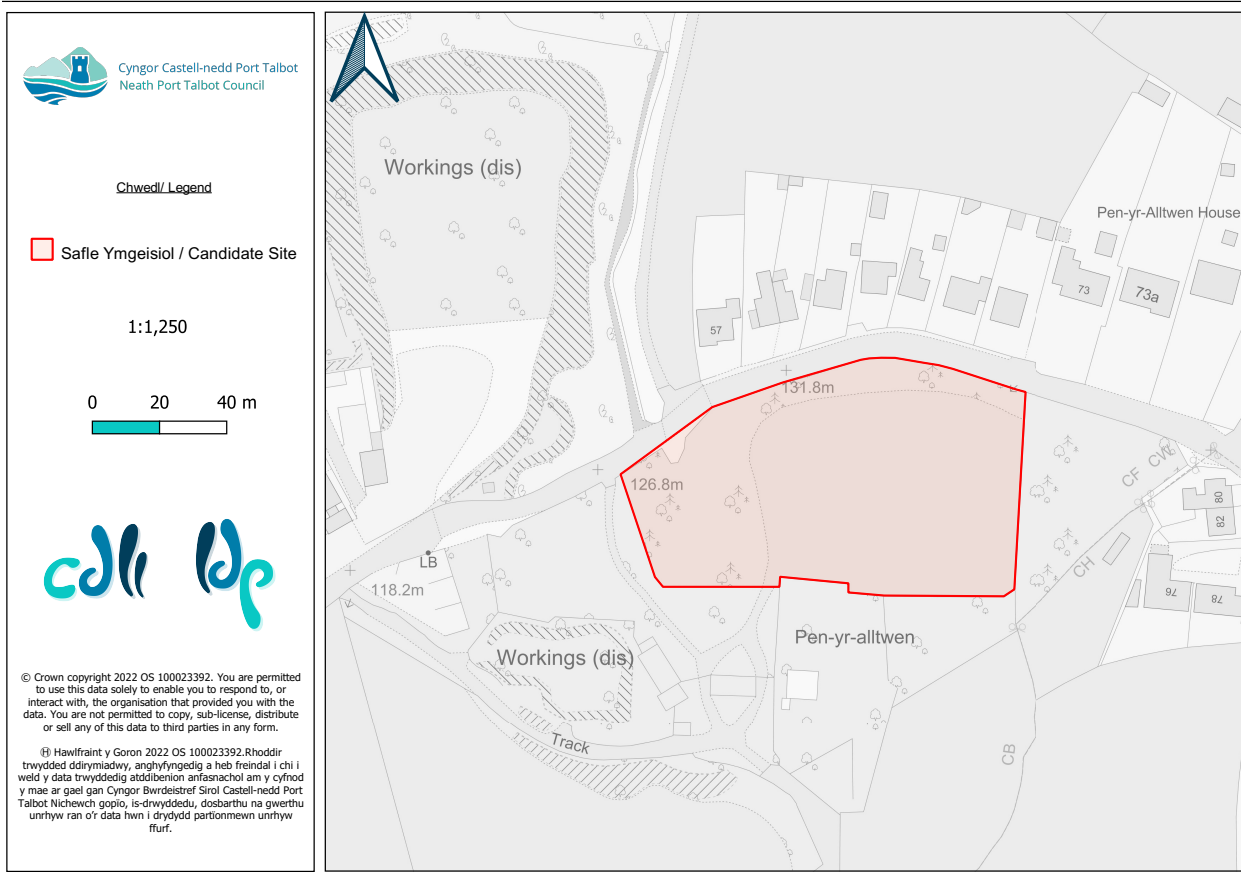 Cyngor Castell-nedd Port Talbot
Neath Port Talbot Council
Chwedl/ Legend
Safle Ymgeisiol / Candidate Site
1:1,250
0 20 40 m
cdll ldp
© Crown copyright 2022 OS 100023392. You are permitted
to use this data solely to enable you to respond to, or
interact with, the organisation that provided you with the
data. You are not permitted to copy, sub-license, distribute
or sell any of this data to third parties in any form.
Ⓗ Hawlfraint y Goron 2022 OS 100023392.Rhoddir
trwydded ddirymiadwy, anghyfyngedig a heb freindal i chi i
weld y data trwyddedig atddibenion anfasnachol am y cyfnod
y mae ar gael gan Cyngor Bwrdeistref Sirol Castell-nedd Port
Talbot Nichewch gopïo, is-drwyddedu, dosbarthu na gwerthu
unrhyw ran o'r data hwn i drydydd partïonmewn unrhyw
ffurf.
Workings (dis)
Pen-yr-Alltwen House
73
73a
57
131.8m
126.8m
CF CW
80
82
LB
118.2m
CH
76
78
Workings (dis)
Pen-yr-alltwen
Track
CB